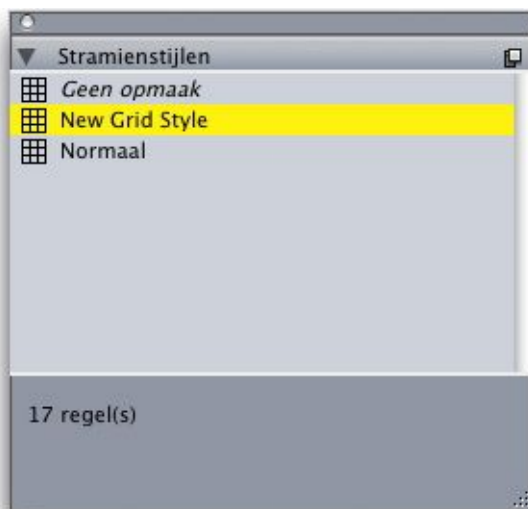 Stramienstijlen
Geen opmaak
New Grid Style
Normaal
17 regel(s)